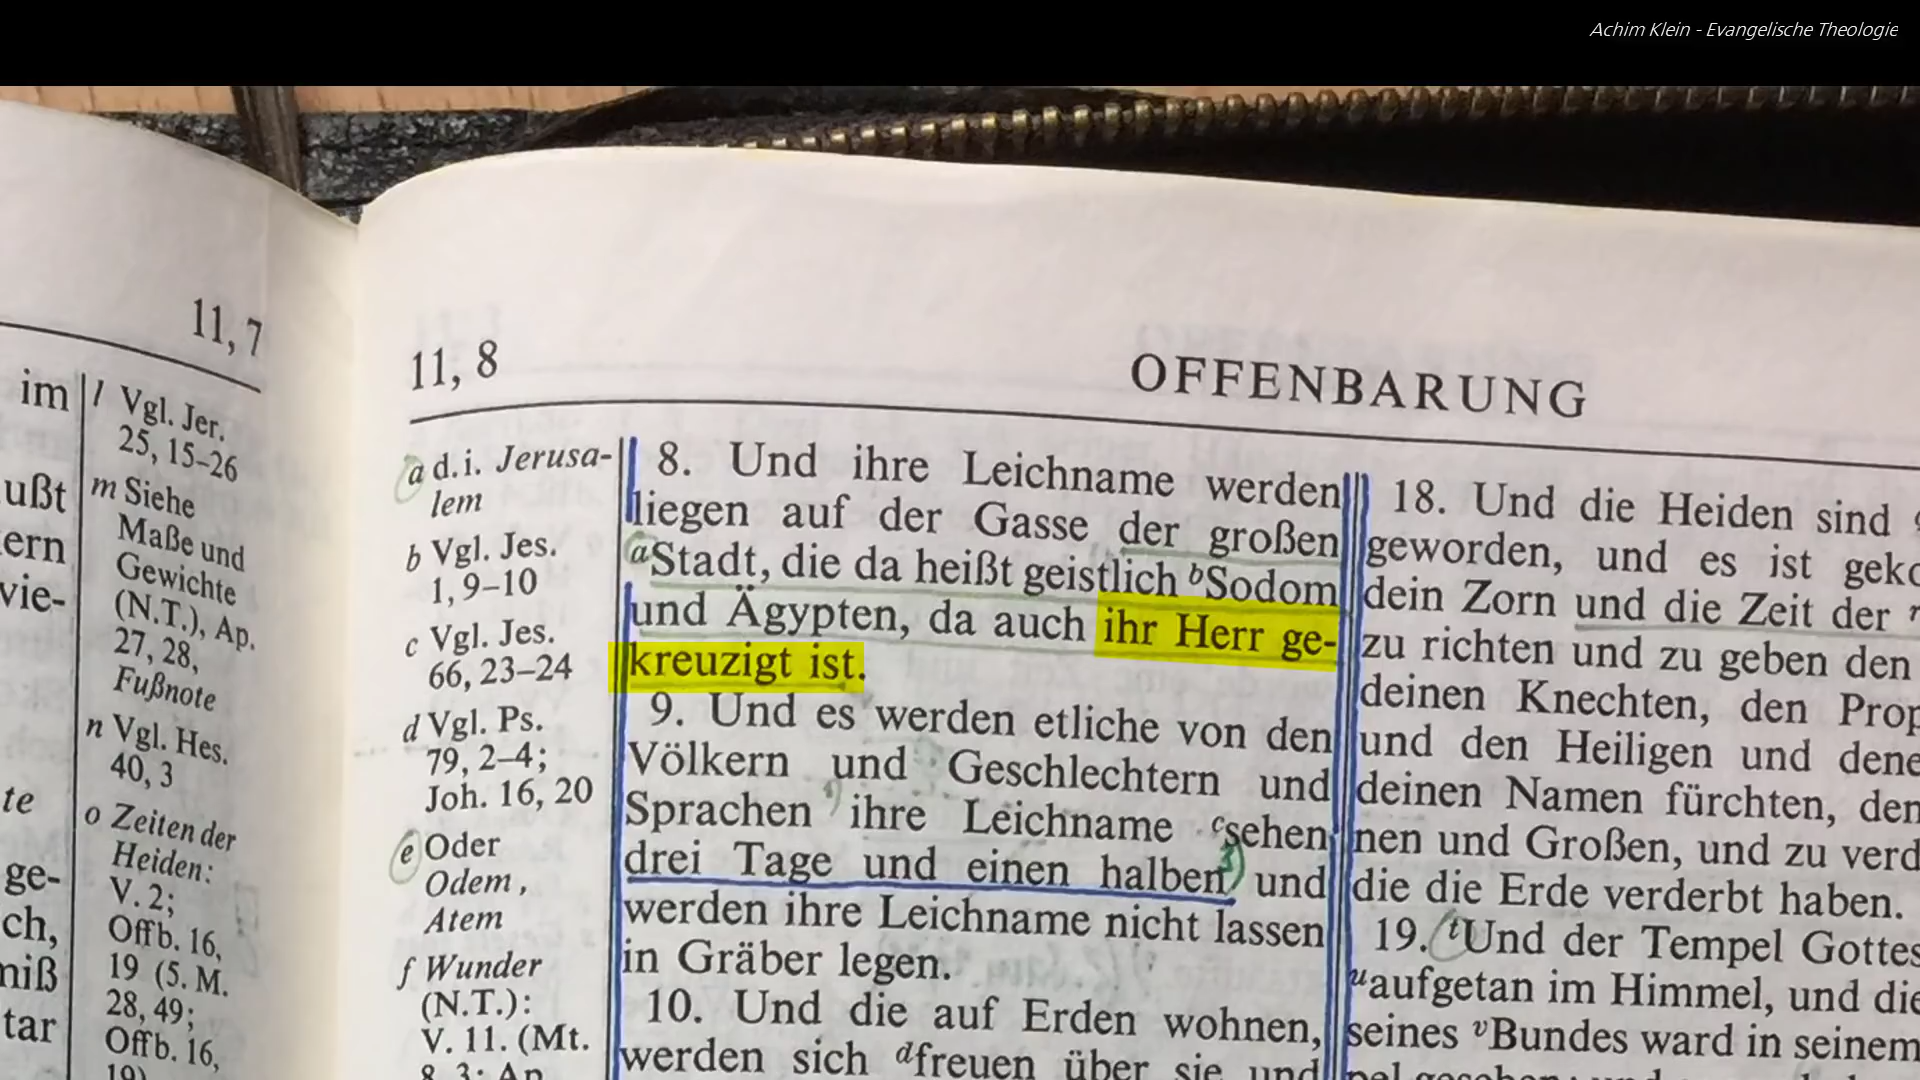 Achim Klein - Evangelische Theologie
11,7
im
ußt
ern
vie-
te
ge-
ch,
niß
tar
l Vgl. Jer.
25, 15–26
m Siehe
Maße und
Gewichte
(N.T.), Ap.
27, 28,
Fußnote
n Vgl. Hes.
40, 3
o Zeiten der
Heiden:
V. 2;
Offb. 16,
19 (5. M.
28, 49;
Offb. 16,
19)
11, 8
OFFENBARUNG
a d.i. Jerusa-
lem
b Vgl. Jes.
1, 9–10
c Vgl. Jes.
66, 23–24
d Vgl. Ps.
79, 2–4;
Joh. 16, 20
e Oder
Odem,
Atem
f Wunder
(N.T.):
V. 11. (Mt.
8, 3; Ap.
8. Und ihre Leichname werden
liegen auf der Gasse der großen
aStadt, die da heißt geistlich bSodom
und Ägypten, da auch ihr Herr ge-
kreuzigt ist.
9. Und es werden etliche von den
Völkern und Geschlechtern und
Sprachen ihre Leichname csehen
drei Tage und einen halben und
werden ihre Leichname nicht lassen
in Gräber legen.
10. Und die auf Erden wohnen,
werden sich dfreuen über sie und
18. Und die Heiden sind
geworden, und es ist geko
dein Zorn und die Zeit der
zu richten und zu geben den
deinen Knechten, den Prop
und den Heiligen und dene
deinen Namen fürchten, den
nen und Großen, und zu verd
die die Erde verderbt haben.
19. tUnd der Tempel Gottes
uaufgetan im Himmel, und die
seines vBundes ward in seinem